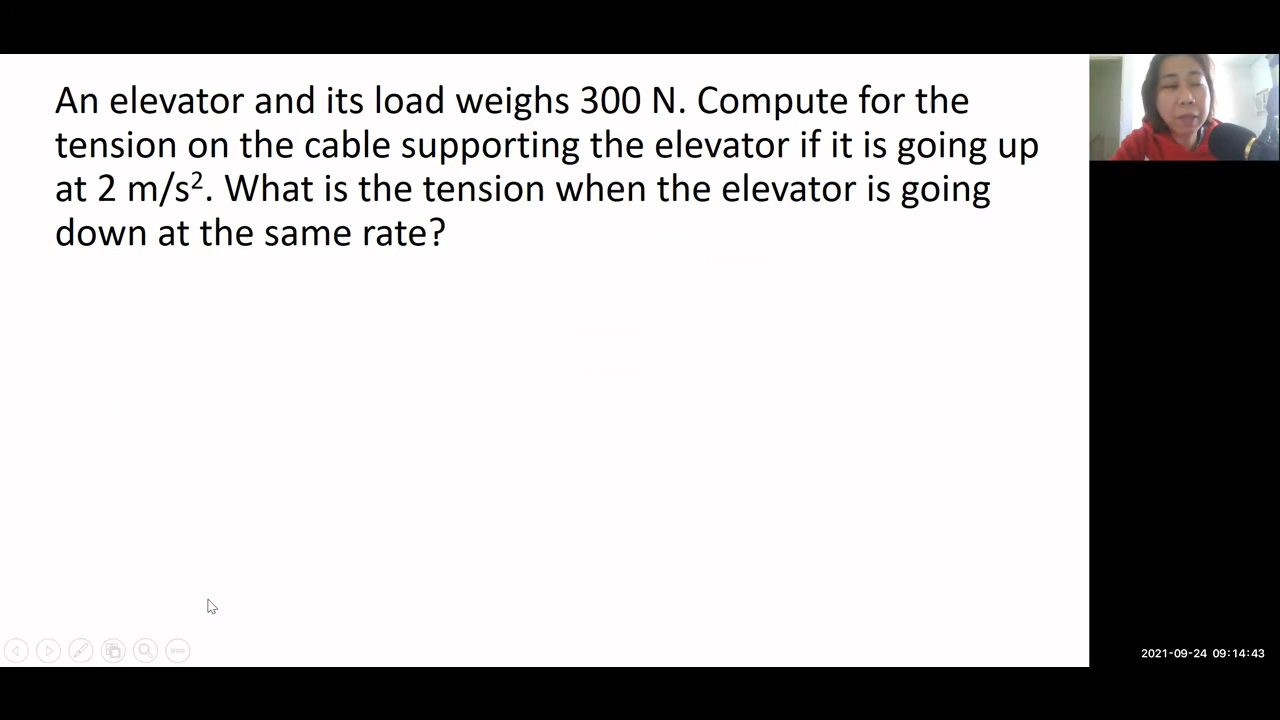 An elevator and its load weighs 300 N. Compute for the
tension on the cable supporting the elevator if it is going up
at 2 m/s². What is the tension when the elevator is going
down at the same rate?
2021-09-24 09:14:43